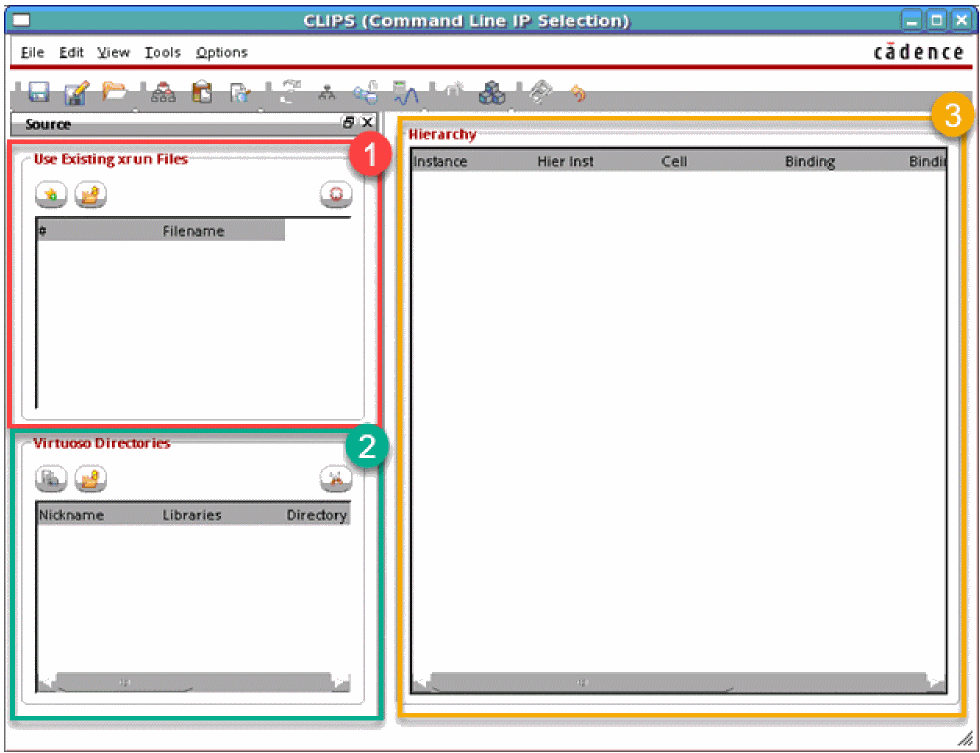 CLIPS (Command Line IP Selection)
File Edit View Tools Options
cādence
Source
1
Use Existing xrun Files
# Filename
2
Virtuoso Directories
Nickname Libraries Directory
3
Hierarchy
Instance Hier Inst Cell Binding Bindi